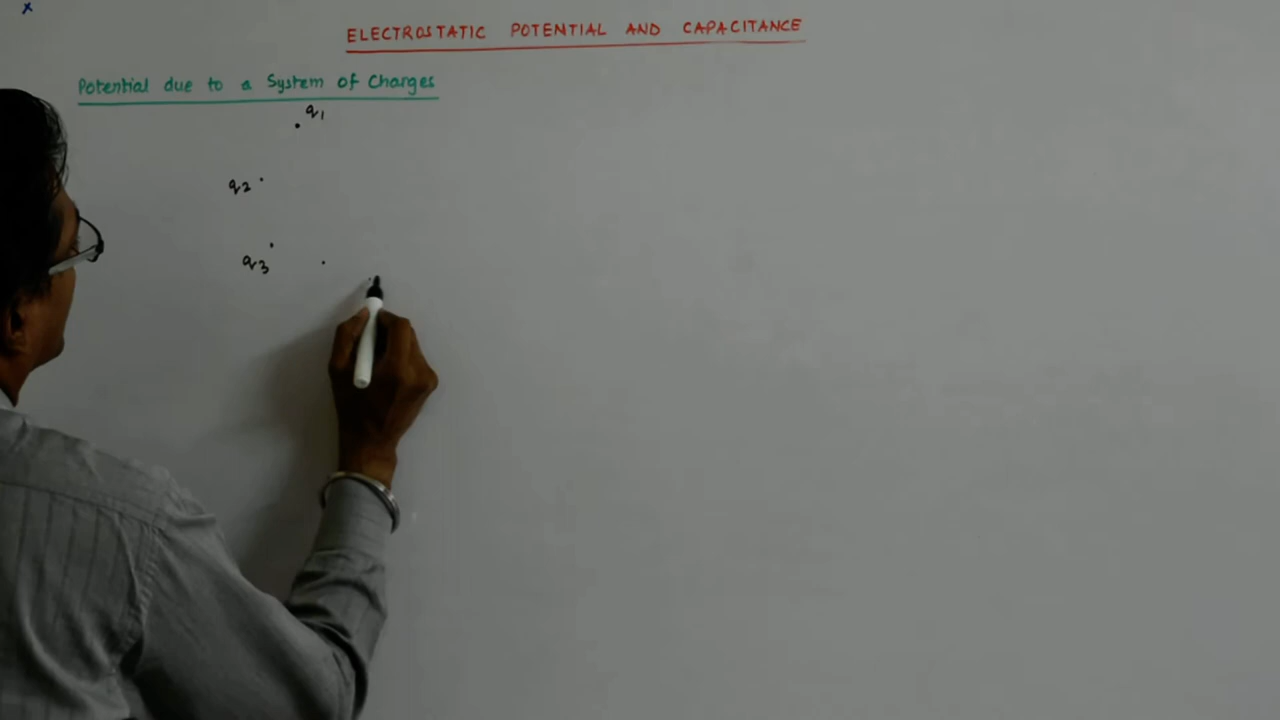 x
ELECTROSTATIC POTENTIAL AND CAPACITANCE
Potential due to a System of Charges
q1
q2
q3